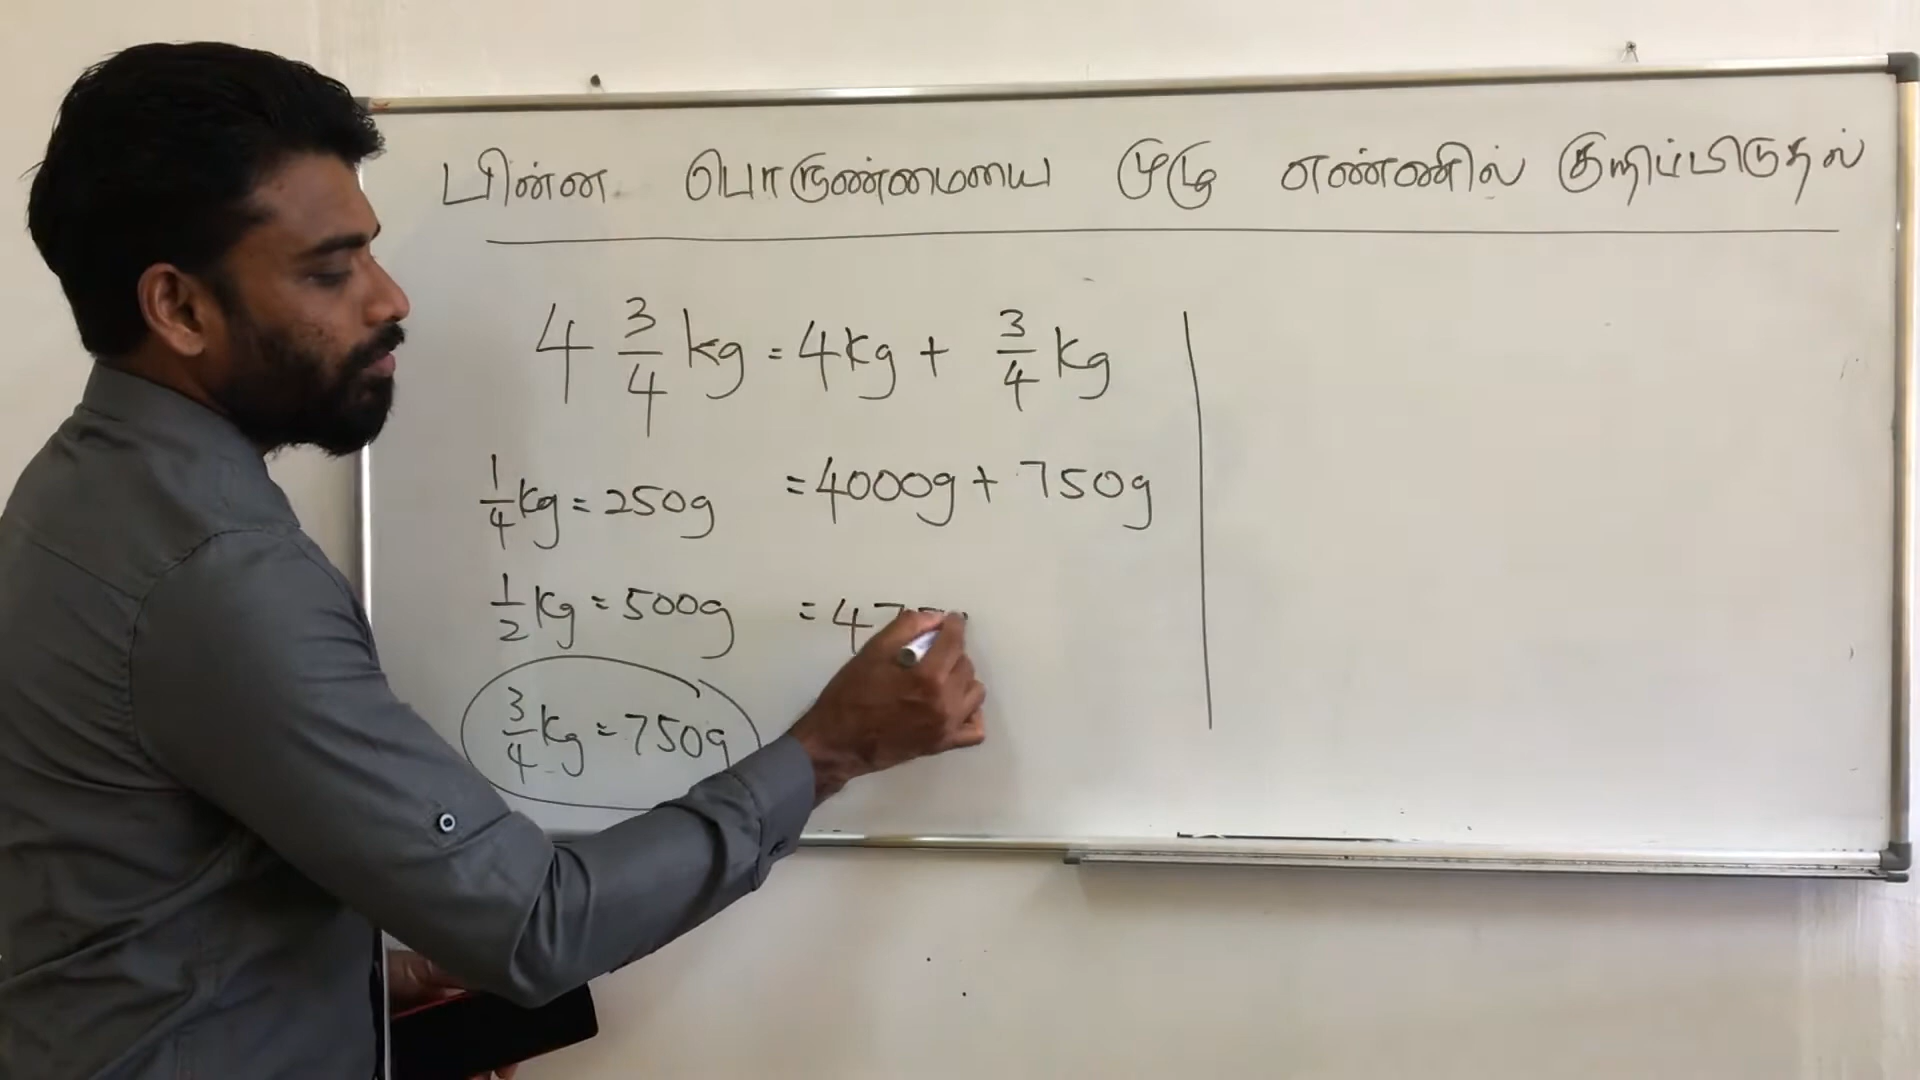 பின்ன பொருண்மையை முழு எண்ணில் குறிப்பிடுதல்
4 3/4 kg = 4kg + 3/4 kg
= 4000g + 750g
1/4 kg = 250g
1/2 kg = 500g
= 47
3/4 kg = 750g